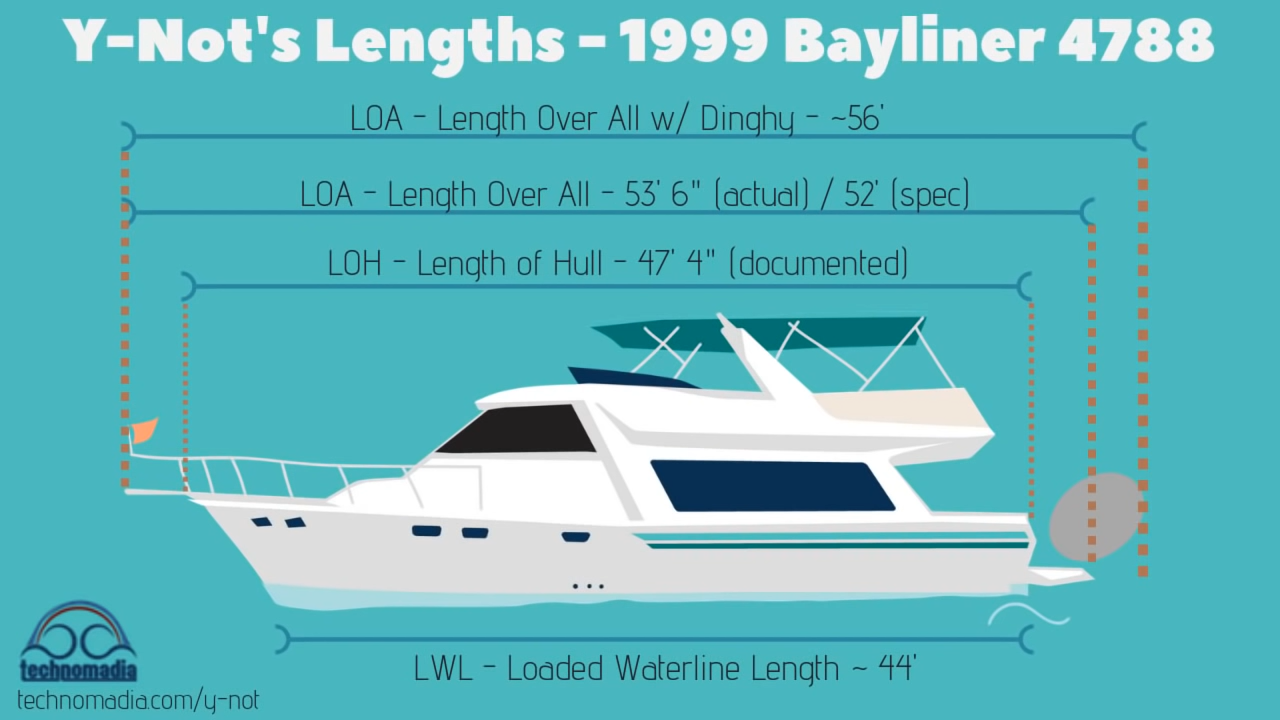 Y-Not's Lengths - 1999 Bayliner 4788
LOA - Length Over All w/ Dinghy - ~56'
LOA - Length Over All - 53' 6" (actual) / 52' (spec)
LOH - Length of Hull - 47' 4" (documented)
LWL - Loaded Waterline Length ~ 44'
technomadia
technomadia.com/y-not